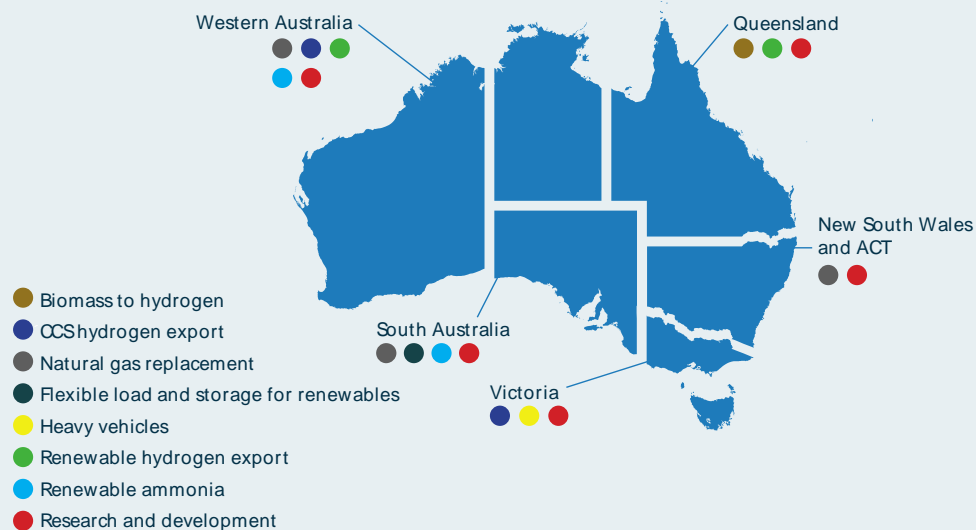 Western Australia
Queensland
New South Wales
and ACT
South Australia
Victoria
Biomass to hydrogen
CCS hydrogen export
Natural gas replacement
Flexible load and storage for renewables
Heavy vehicles
Renewable hydrogen export
Renewable ammonia
Research and development